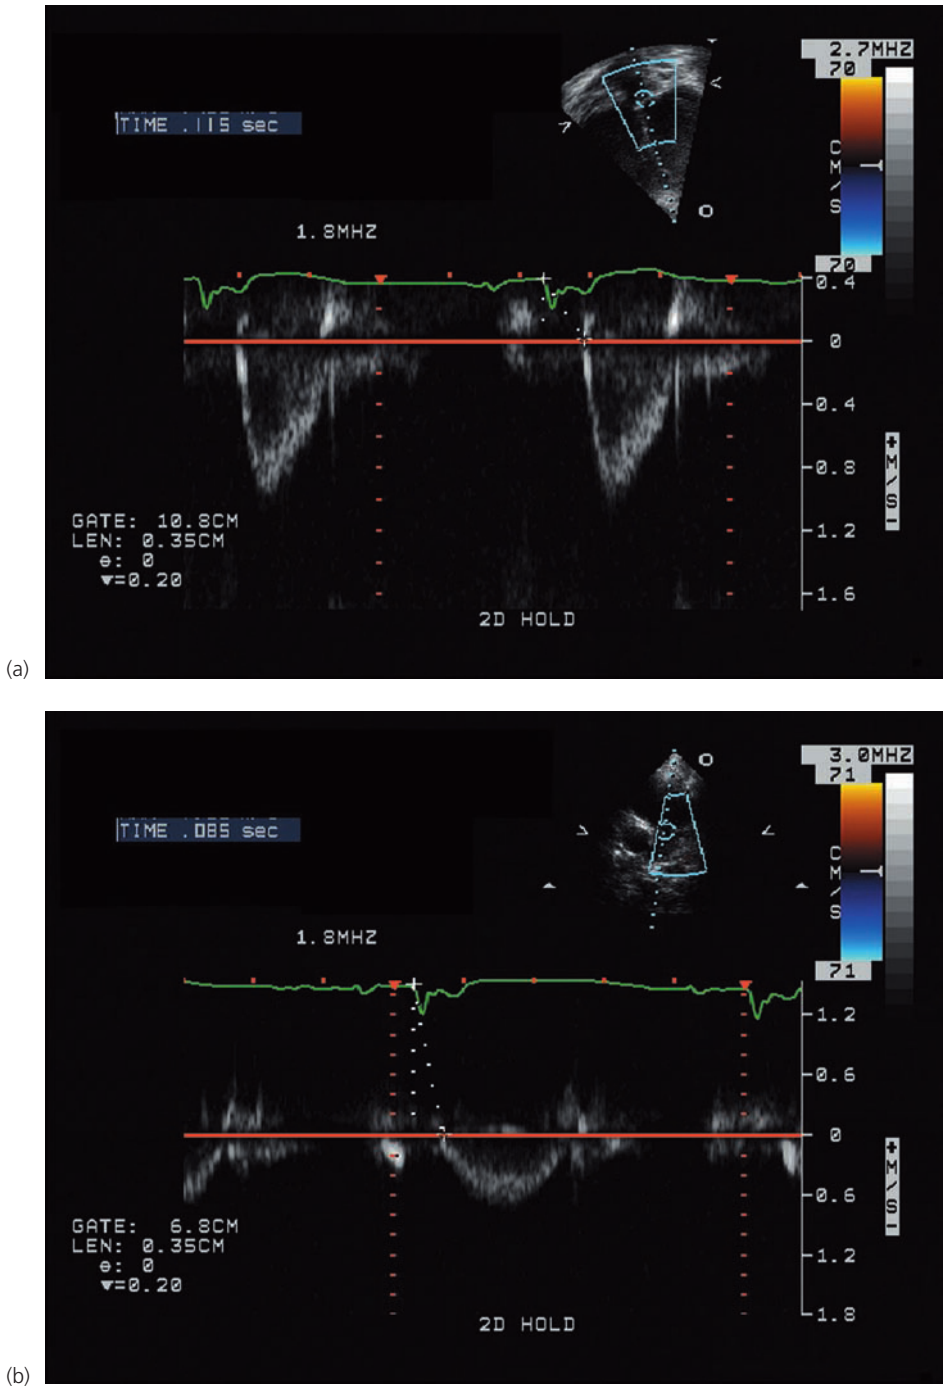 2.7MHZ
70
TIME .115 sec
CM/S
1.8MHZ
70
0.4
0
0.4
0.8
+M/S-
1.2
GATE: 10.8CM
LEN: 0.35CM
θ: 0
▼=0.20
1.6
2D HOLD
(a)
3.0MHZ
71
TIME .085 sec
CM/S
1.8MHZ
71
1.2
0.6
0
+M/S-
0.6
GATE: 6.8CM
LEN: 0.35CM
θ: 0
▼=0.20
1.2
1.8
2D HOLD
(b)